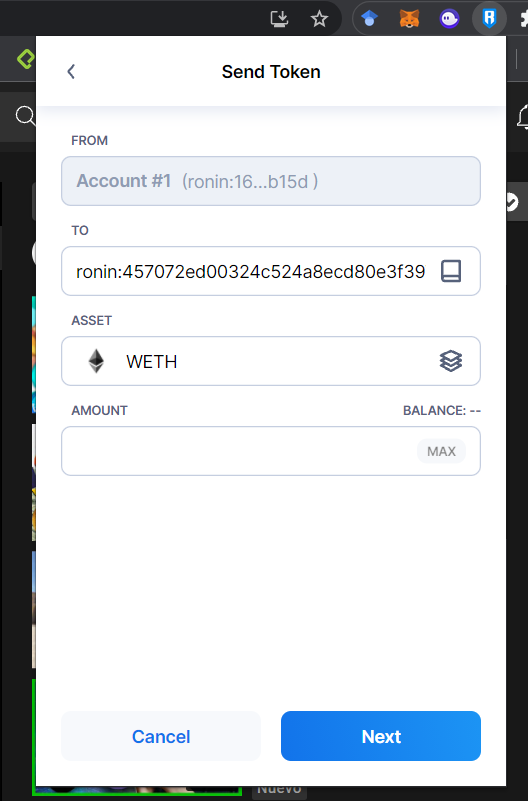 Send Token
FROM
Account #1 (ronin:16...b15d )
TO
ronin:457072ed00324c524a8ecd80e3f39
ASSET
WETH
AMOUNT BALANCE: --
MAX
Cancel Next
Nuevo